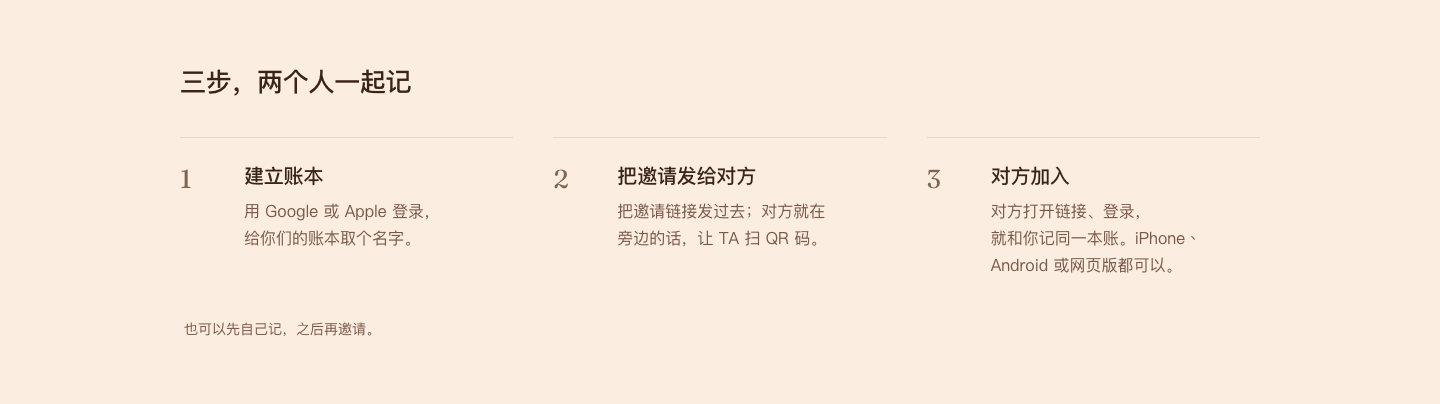 三步，两个人一起记
1
建立账本
用 Google 或 Apple 登录，
给你们的账本取个名字。
2
把邀请发给对方
把邀请链接发过去；对方就在
旁边的话，让 TA 扫 QR 码。
3
对方加入
对方打开链接、登录，
就和你记同一本账。iPhone、
Android 或网页版都可以。
也可以先自己记，之后再邀请。